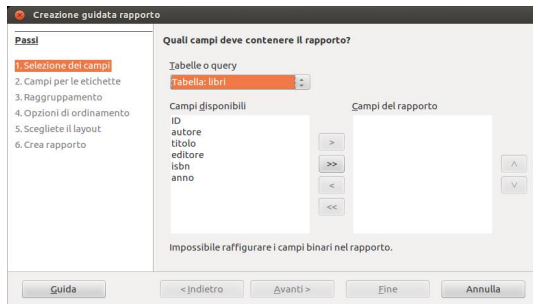 Creazione guidata rapporto
Passi
1. Selezione dei campi
2. Campi per le etichette
3. Raggruppamento
4. Opzioni di ordinamento
5. Scegliete il layout
6. Crea rapporto
Quali campi deve contenere il rapporto?
Tabelle o query
Tabella: libri
Campi disponibili
ID
autore
titolo
editore
isbn
anno
>
>>
<
<<
Campi del rapporto
Impossibile raffigurare i campi binari nel rapporto.
Guida
< Indietro
Avanti >
Fine
Annulla